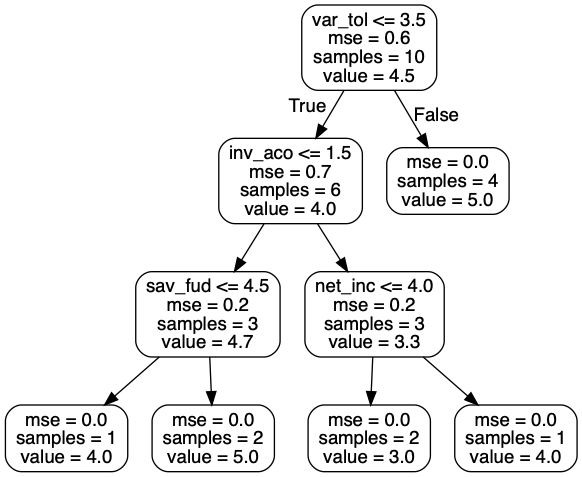 var_tol <= 3.5
mse = 0.6
samples = 10
value = 4.5
True
False
inv_aco <= 1.5
mse = 0.7
samples = 6
value = 4.0
mse = 0.0
samples = 4
value = 5.0
sav_fud <= 4.5
mse = 0.2
samples = 3
value = 4.7
net_inc <= 4.0
mse = 0.2
samples = 3
value = 3.3
mse = 0.0
samples = 1
value = 4.0
mse = 0.0
samples = 2
value = 5.0
mse = 0.0
samples = 2
value = 3.0
mse = 0.0
samples = 1
value = 4.0